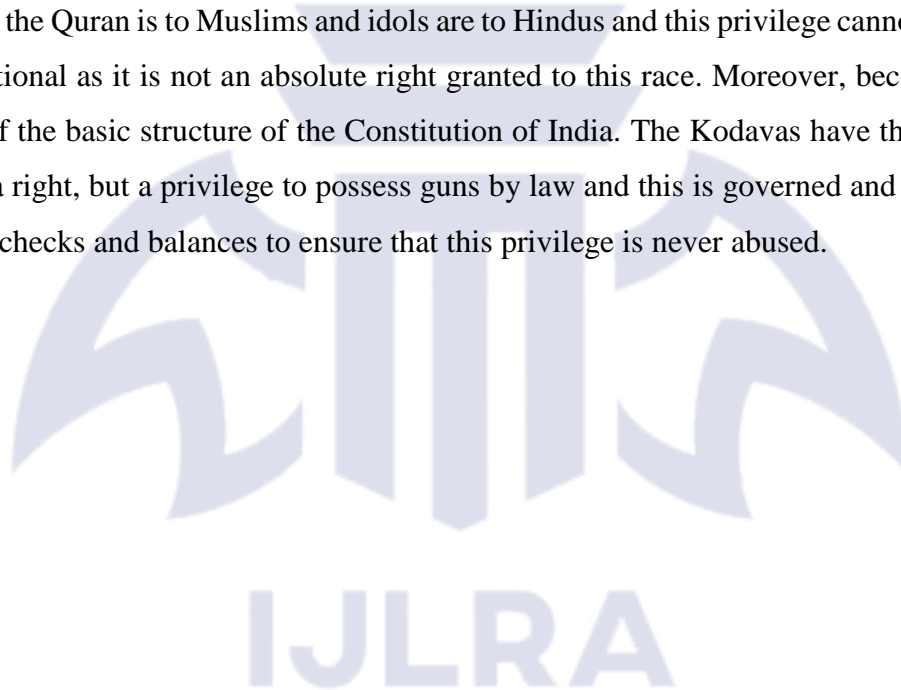 the Quran is to Muslims and idols are to Hindus and this privilege canno
tional as it is not an absolute right granted to this race. Moreover, bec
f the basic structure of the Constitution of India. The Kodavas have th
a right, but a privilege to possess guns by law and this is governed and
checks and balances to ensure that this privilege is never abused.
IJLRA